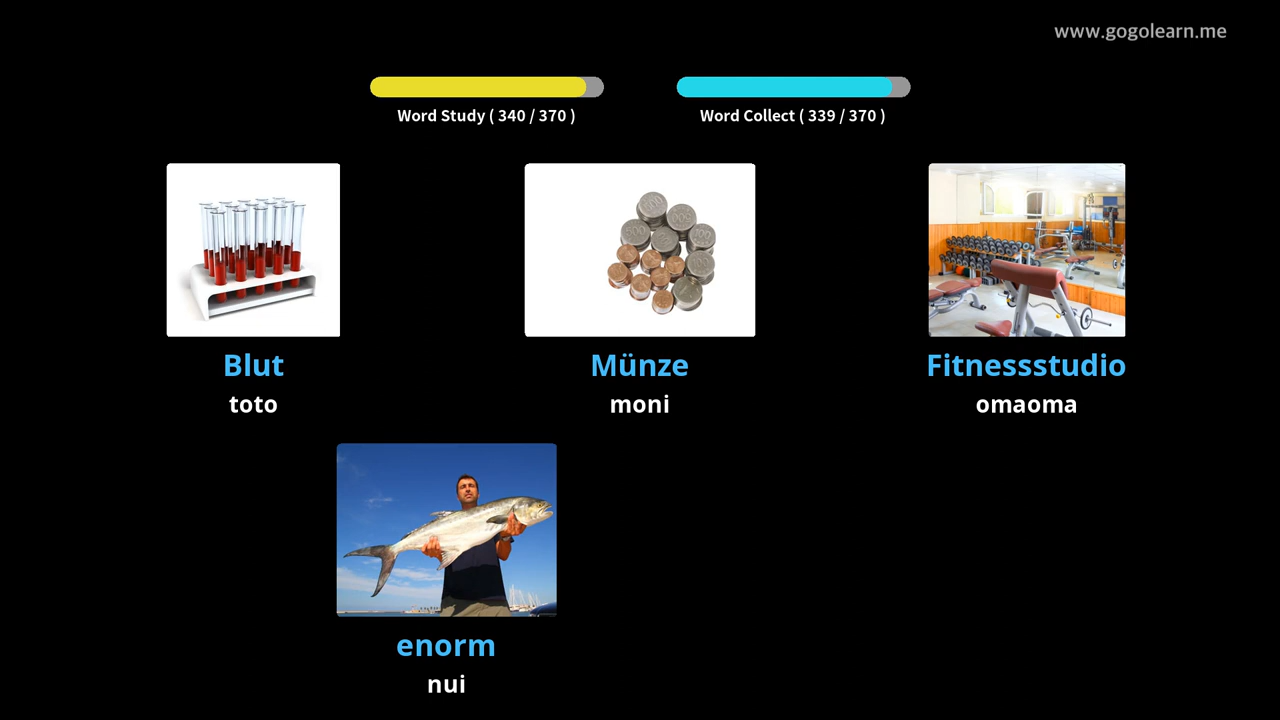 www.gogolearn.me
Word Study ( 340 / 370 )
Word Collect ( 339 / 370 )
Blut
toto
Münze
moni
Fitnessstudio
omaoma
enorm
nui